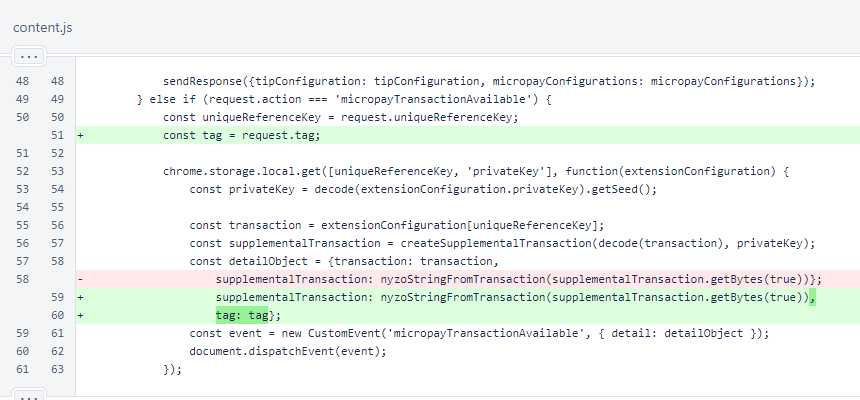 content.js
...
48 48 sendResponse({tipConfiguration: tipConfiguration, micropayConfigurations: micropayConfigurations});
49 49 } else if (request.action === 'micropayTransactionAvailable') {
50 50 const uniqueReferenceKey = request.uniqueReferenceKey;
51 + const tag = request.tag;
51 52
52 53 chrome.storage.local.get([uniqueReferenceKey, 'privateKey'], function(extensionConfiguration) {
53 54 const privateKey = decode(extensionConfiguration.privateKey).getSeed();
54 55
55 56 const transaction = extensionConfiguration[uniqueReferenceKey];
56 57 const supplementalTransaction = createSupplementalTransaction(decode(transaction), privateKey);
57 58 const detailObject = {transaction: transaction,
58 - supplementalTransaction: nyzoStringFromTransaction(supplementalTransaction.getBytes(true))};
59 + supplementalTransaction: nyzoStringFromTransaction(supplementalTransaction.getBytes(true)),
60 + tag: tag};
59 61 const event = new CustomEvent('micropayTransactionAvailable', { detail: detailObject });
60 62 document.dispatchEvent(event);
61 63 });
...